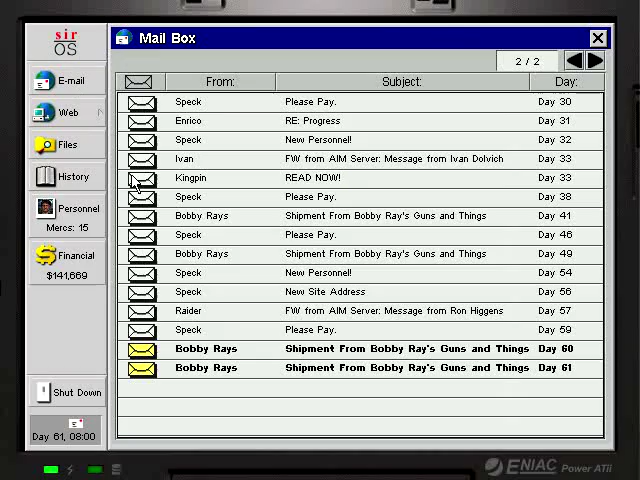 sir
OS
Mail Box
2 / 2
From: Subject: Day:
E-mail
Web
Files
History
Personnel
Mercs: 15
Financial
$141,669
Shut Down
Day 61, 08:00
Speck Please Pay. Day 30
Enrico RE: Progress Day 31
Speck New Personnel! Day 32
Ivan FW from AIM Server: Message from Ivan Dolvich Day 33
Kingpin READ NOW! Day 33
Speck Please Pay. Day 38
Bobby Rays Shipment From Bobby Ray's Guns and Things Day 41
Speck Please Pay. Day 46
Bobby Rays Shipment From Bobby Ray's Guns and Things Day 49
Speck New Personnel! Day 54
Speck New Site Address Day 56
Raider FW from AIM Server: Message from Ron Higgens Day 57
Speck Please Pay. Day 59
Bobby Rays Shipment From Bobby Ray's Guns and Things Day 60
Bobby Rays Shipment From Bobby Ray's Guns and Things Day 61
ENIAC Power ATii